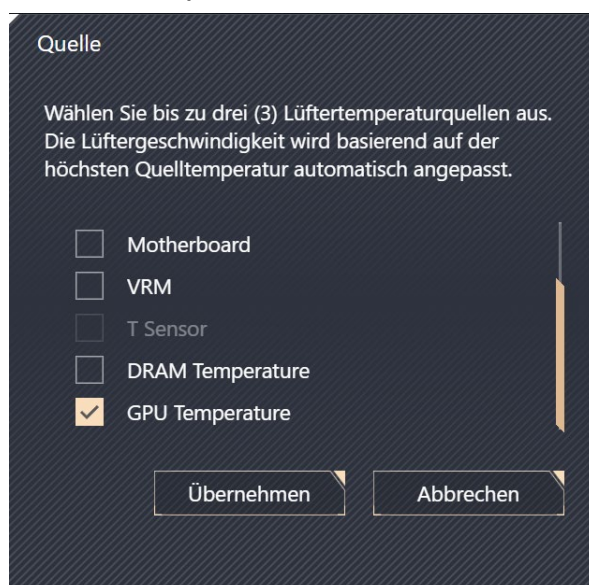 Quelle
Wählen Sie bis zu drei (3) Lüftertemperaturquellen aus.
Die Lüftergeschwindigkeit wird basierend auf der
höchsten Quelltemperatur automatisch angepasst.
Motherboard
VRM
T Sensor
DRAM Temperature
GPU Temperature
Übernehmen Abbrechen